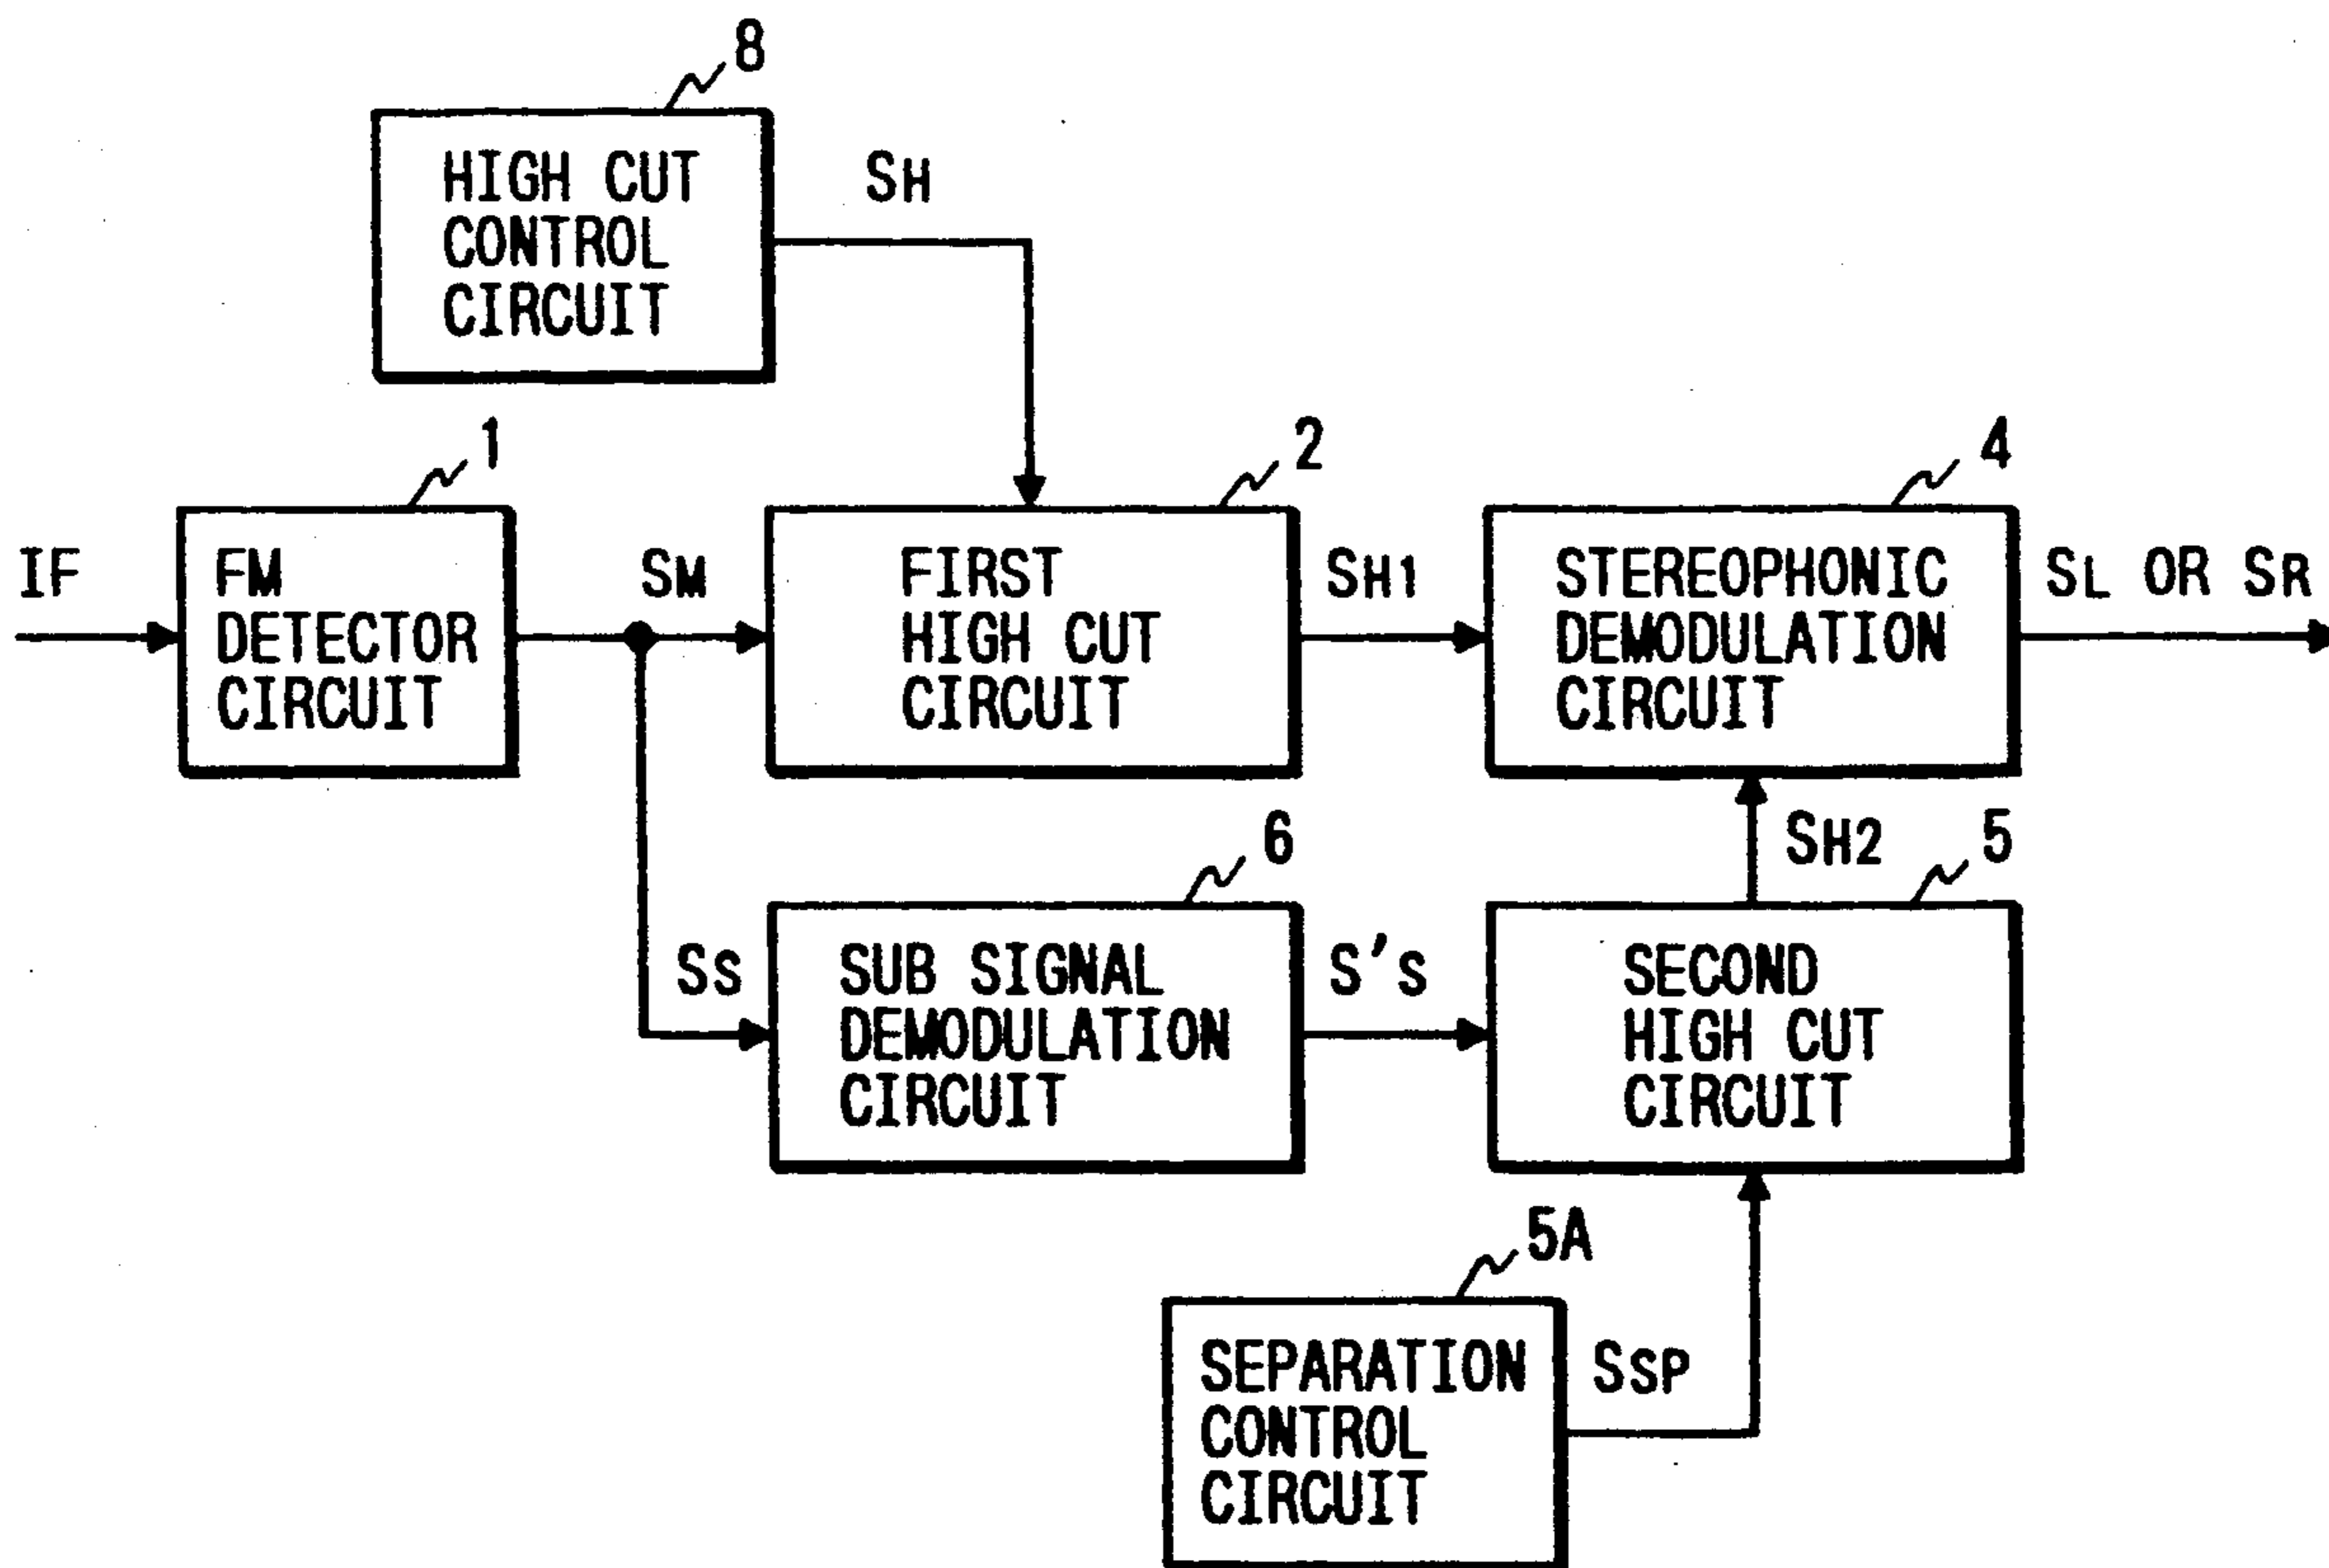 8
HIGH CUT
CONTROL
CIRCUIT
SH
1
2
4
IF
FM
DETECTOR
CIRCUIT
SM
FIRST
HIGH CUT
CIRCUIT
SH1
STEREOPHONIC
DEMODULATION
CIRCUIT
SL OR SR
6
SH2
5
SS
SUB SIGNAL
DEMODULATION
CIRCUIT
S'S
SECOND
HIGH CUT
CIRCUIT
5A
SEPARATION
CONTROL
CIRCUIT
SSP